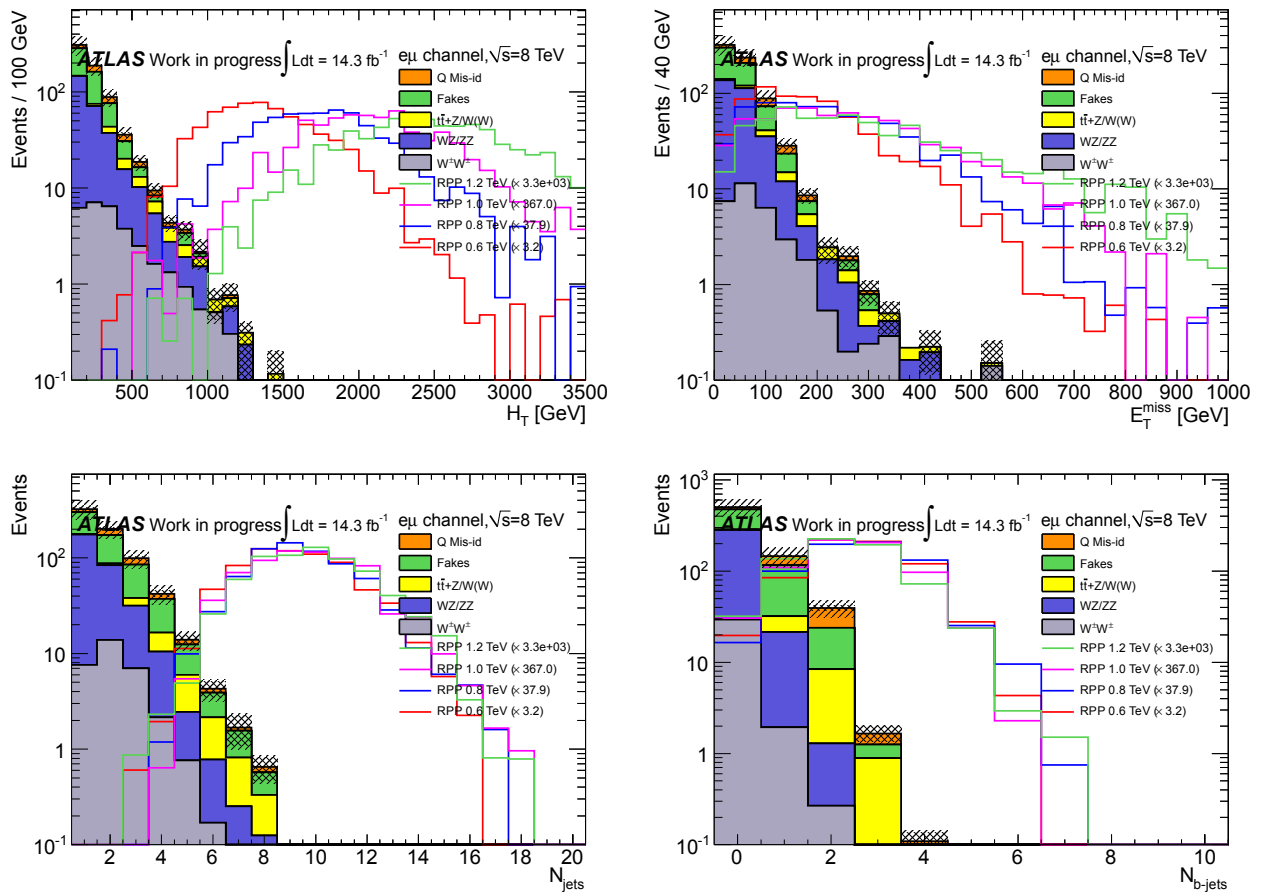 Events / 100 GeV
10²
10
1
10⁻¹
ATLAS Work in progress ∫ Ldt = 14.3 fb⁻¹
eμ channel,√s=8 TeV
Q Mis-id
Fakes
tt̄+Z/W(W)
WZ/ZZ
W±W±
RPP 1.2 TeV (× 3.3e+03)
RPP 1.0 TeV (× 367.0)
RPP 0.8 TeV (× 37.9)
RPP 0.6 TeV (× 3.2)
500 1000 1500 2000 2500 3000 3500
H_T [GeV]
Events / 40 GeV
10²
10
1
10⁻¹
ATLAS Work in progress ∫ Ldt = 14.3 fb⁻¹
eμ channel,√s=8 TeV
Q Mis-id
Fakes
tt̄+Z/W(W)
WZ/ZZ
W±W±
RPP 1.2 TeV (× 3.3e+03)
RPP 1.0 TeV (× 367.0)
RPP 0.8 TeV (× 37.9)
RPP 0.6 TeV (× 3.2)
0 100 200 300 400 500 600 700 800 900 1000
E_T^miss [GeV]
Events
10²
10
1
10⁻¹
ATLAS Work in progress ∫ Ldt = 14.3 fb⁻¹
eμ channel,√s=8 TeV
Q Mis-id
Fakes
tt̄+Z/W(W)
WZ/ZZ
W±W±
RPP 1.2 TeV (× 3.3e+03)
RPP 1.0 TeV (× 367.0)
RPP 0.8 TeV (× 37.9)
RPP 0.6 TeV (× 3.2)
2 4 6 8 10 12 14 16 18 20
N_jets
Events
10³
10²
10
1
10⁻¹
ATLAS Work in progress ∫ Ldt = 14.3 fb⁻¹
eμ channel,√s=8 TeV
Q Mis-id
Fakes
tt̄+Z/W(W)
WZ/ZZ
W±W±
RPP 1.2 TeV (× 3.3e+03)
RPP 1.0 TeV (× 367.0)
RPP 0.8 TeV (× 37.9)
RPP 0.6 TeV (× 3.2)
0 2 4 6 8 10
N_b-jets